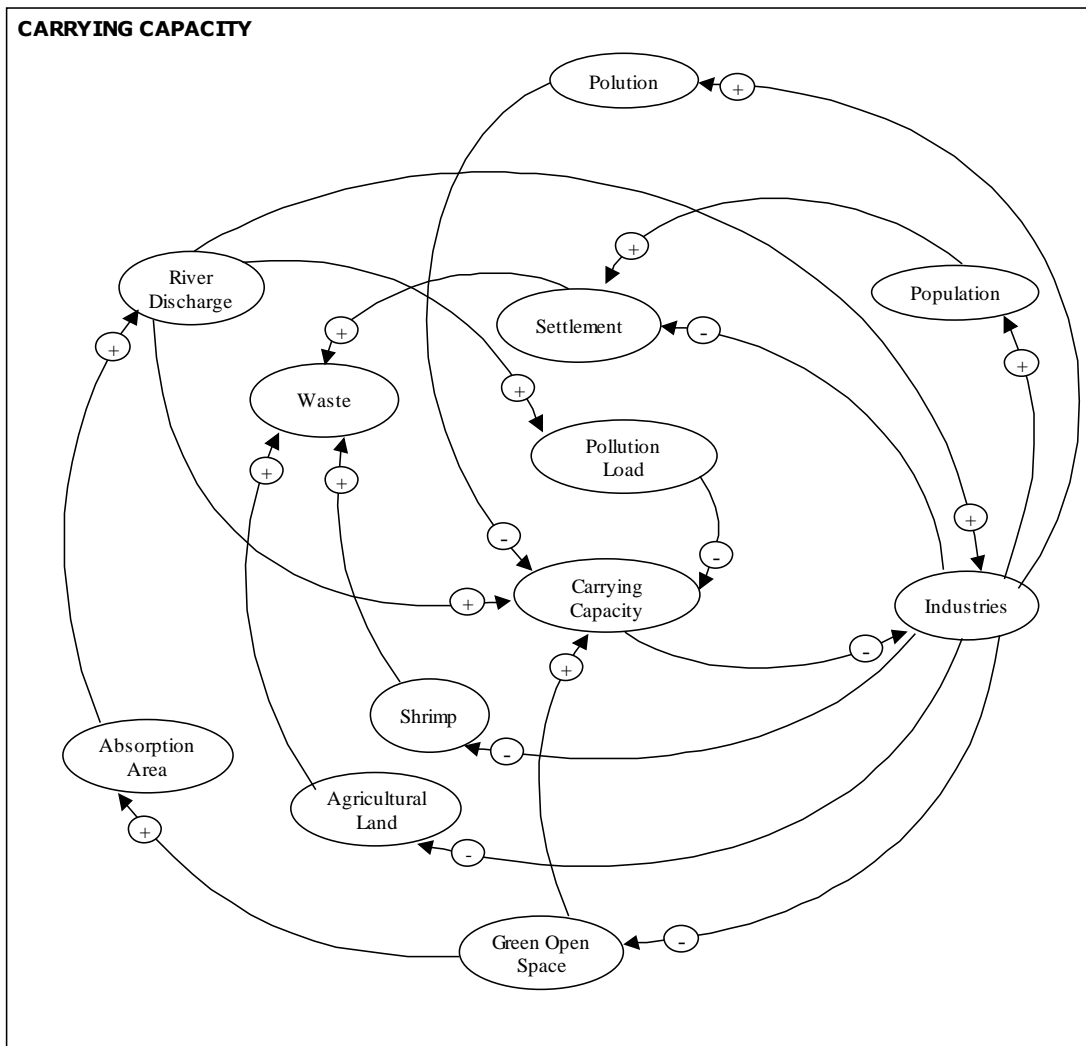 CARRYING CAPACITY
Polution
+
+
River
Discharge
Population
Settlement
-
+
+
+
Waste
+
Pollution
Load
+
+
+
-
-
Carrying
Capacity
+
Industries
-
+
Shrimp
-
Absorption
Area
Agricultural
Land
+
-
Green Open
Space
-